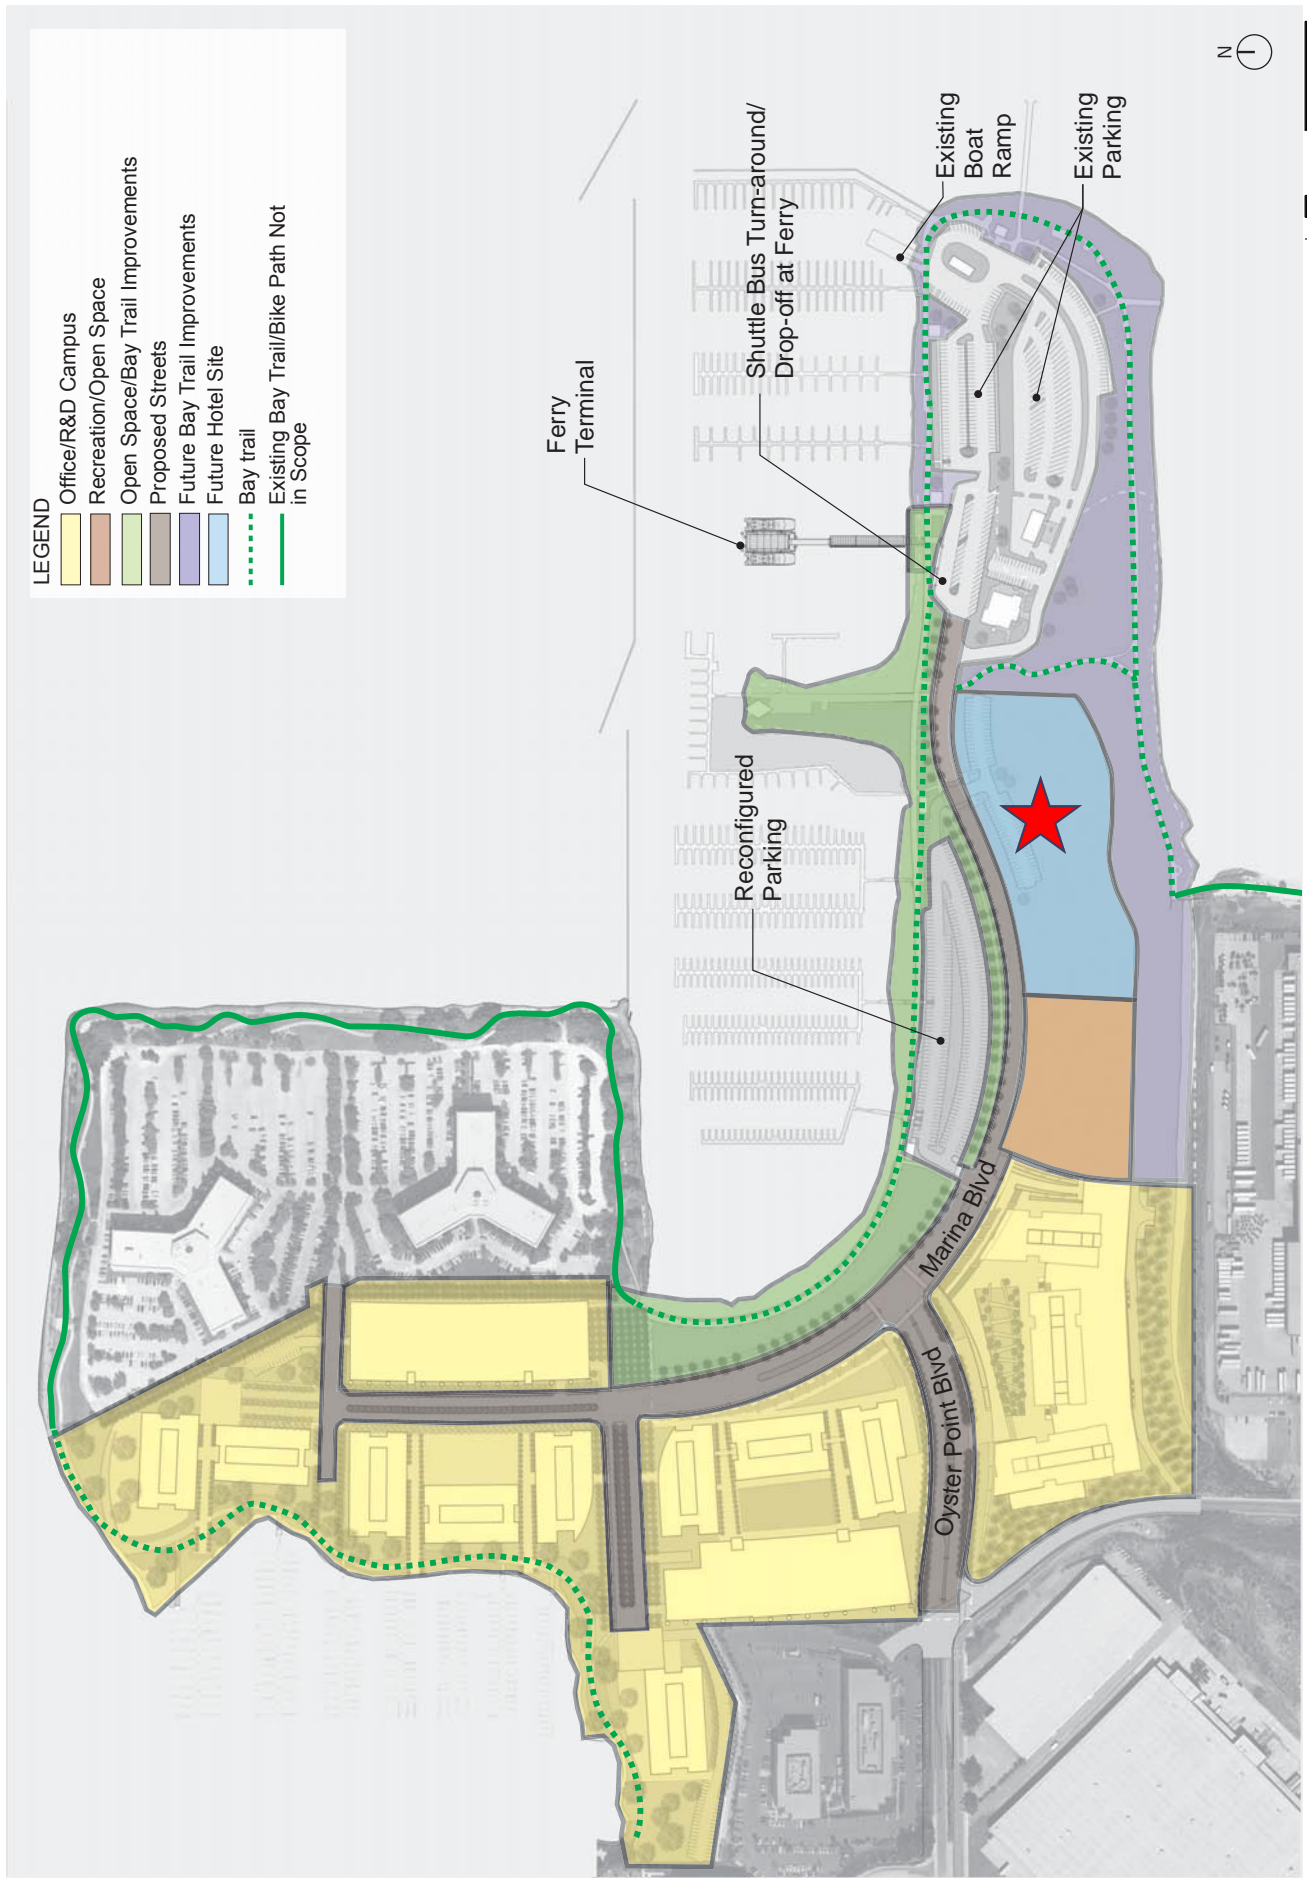 LEGEND
Office/R&D Campus
Recreation/Open Space
Open Space/Bay Trail Improvements
Proposed Streets
Future Bay Trail Improvements
Future Hotel Site
Bay trail
Existing Bay Trail/Bike Path Not
in Scope
N
Ferry
Terminal
Shuttle Bus Turn-around/
Drop-off at Ferry
Existing
Boat
Ramp
Existing
Parking
Reconfigured
Parking
Marina Blvd
Oyster Point Blvd